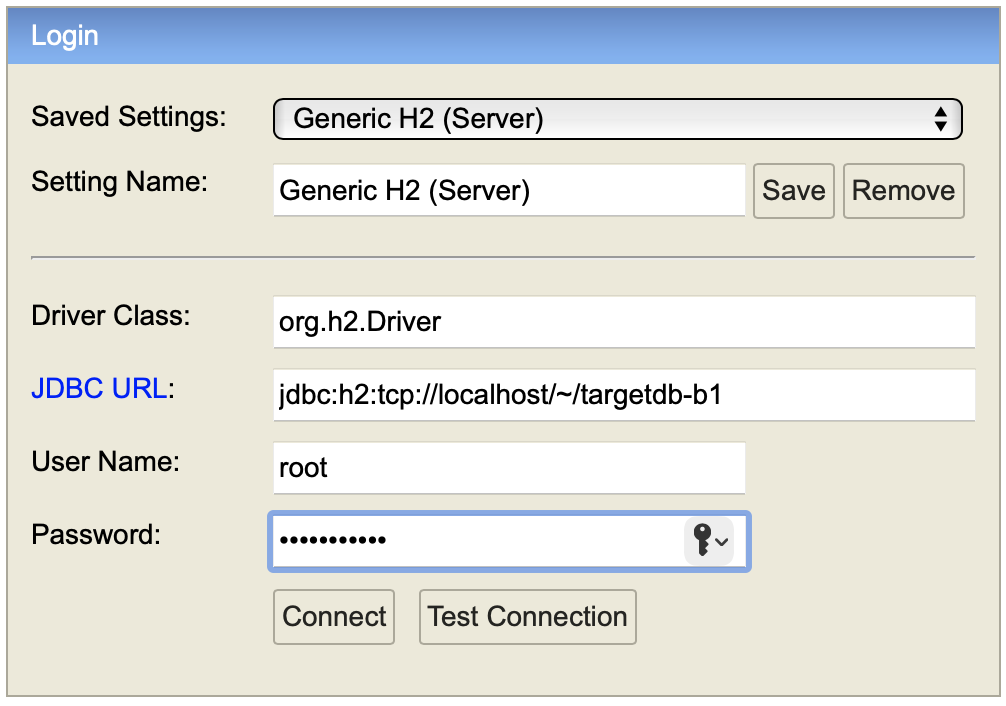 Login
Saved Settings: Generic H2 (Server)
Setting Name: Generic H2 (Server) Save Remove
Driver Class: org.h2.Driver
JDBC URL: jdbc:h2:tcp://localhost/~/targetdb-b1
User Name: root
Password: •••••••••••
Connect Test Connection